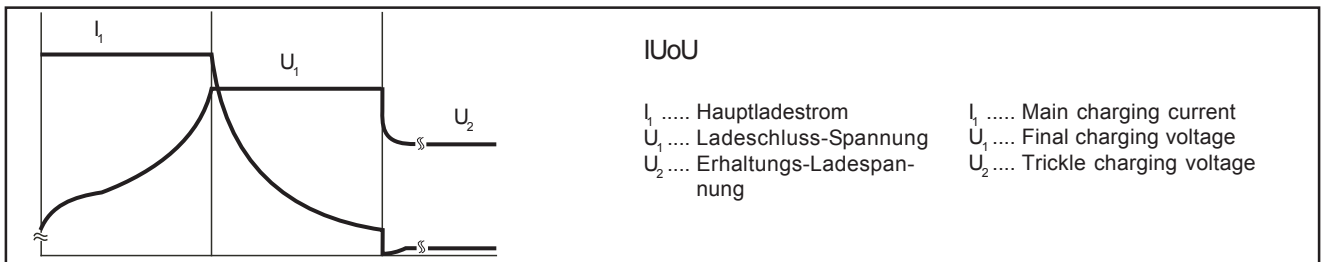 I₁
U₁
U₂
IUoU
I₁ ..... Hauptladestrom
U₁ .... Ladeschluss-Spannung
U₂ .... Erhaltungs-Ladespan-
nung
I₁ ..... Main charging current
U₁ .... Final charging voltage
U₂ .... Trickle charging voltage